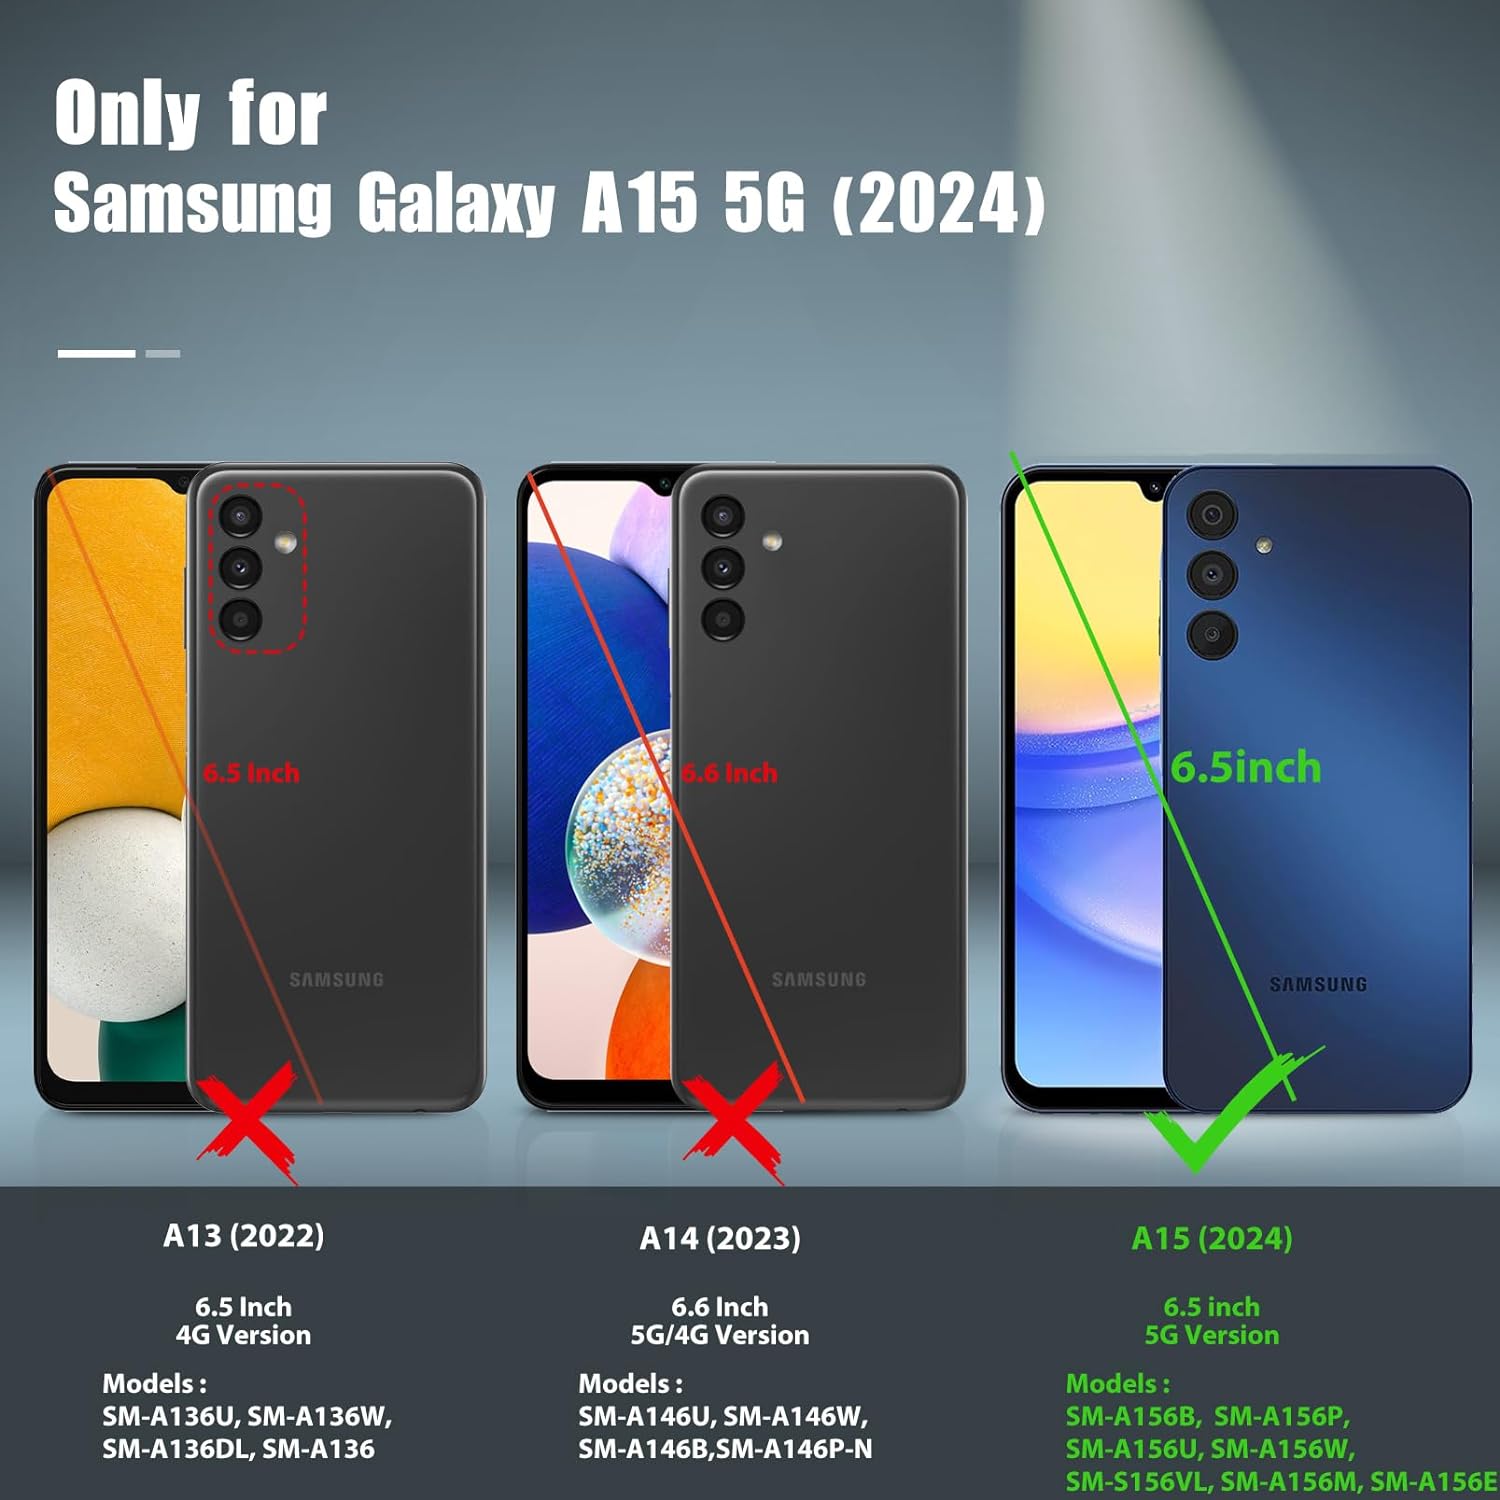 Only for
Samsung Galaxy A15 5G (2024)
6.5 Inch
SAMSUNG
6.6 Inch
SAMSUNG
6.5inch
SAMSUNG
A13 (2022)
6.5 Inch
4G Version
Models :
SM-A136U, SM-A136W,
SM-A136DL, SM-A136
A14 (2023)
6.6 Inch
5G/4G Version
Models :
SM-A146U, SM-A146W,
SM-A146B,SM-A146P-N
A15 (2024)
6.5 inch
5G Version
Models :
SM-A156B, SM-A156P,
SM-A156U, SM-A156W,
SM-S156VL, SM-A156M, SM-A156E